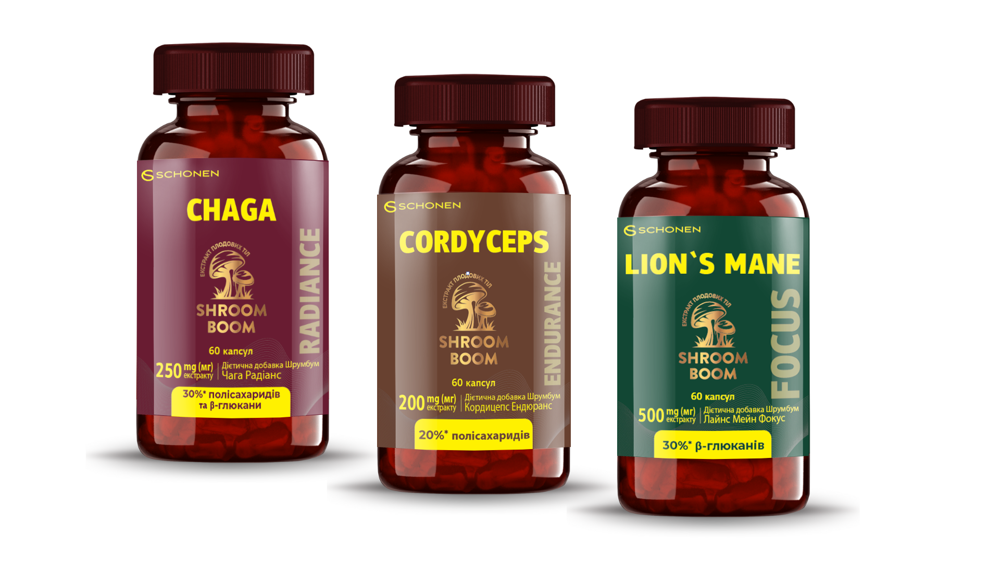 SCHONEN
CHAGA
ЕКСТРАКТ ПЛОДОВИХ ТІЛ
SHROOM
BOOM
RADIANCE
60 капсул
250 mg (мг)
екстракту
Дієтична добавка Шрумбум
Чага Радіанс
30%* полісахаридів
та β-глюкани
SCHONEN
CORDYCEPS
ЕКСТРАКТ ПЛОДОВИХ ТІЛ
SHROOM
BOOM
ENDURANCE
60 капсул
200 mg (мг)
екстракту
Дієтична добавка Шрумбум
Кордицепс Ендюранс
20%* полісахаридів
SCHONEN
LION`S MANE
ЕКСТРАКТ ПЛОДОВИХ ТІЛ
SHROOM
BOOM
FOCUS
60 капсул
500 mg (мг)
екстракту
Дієтична добавка Шрумбум
Лайнс Мейн Фокус
30%* β-глюканів